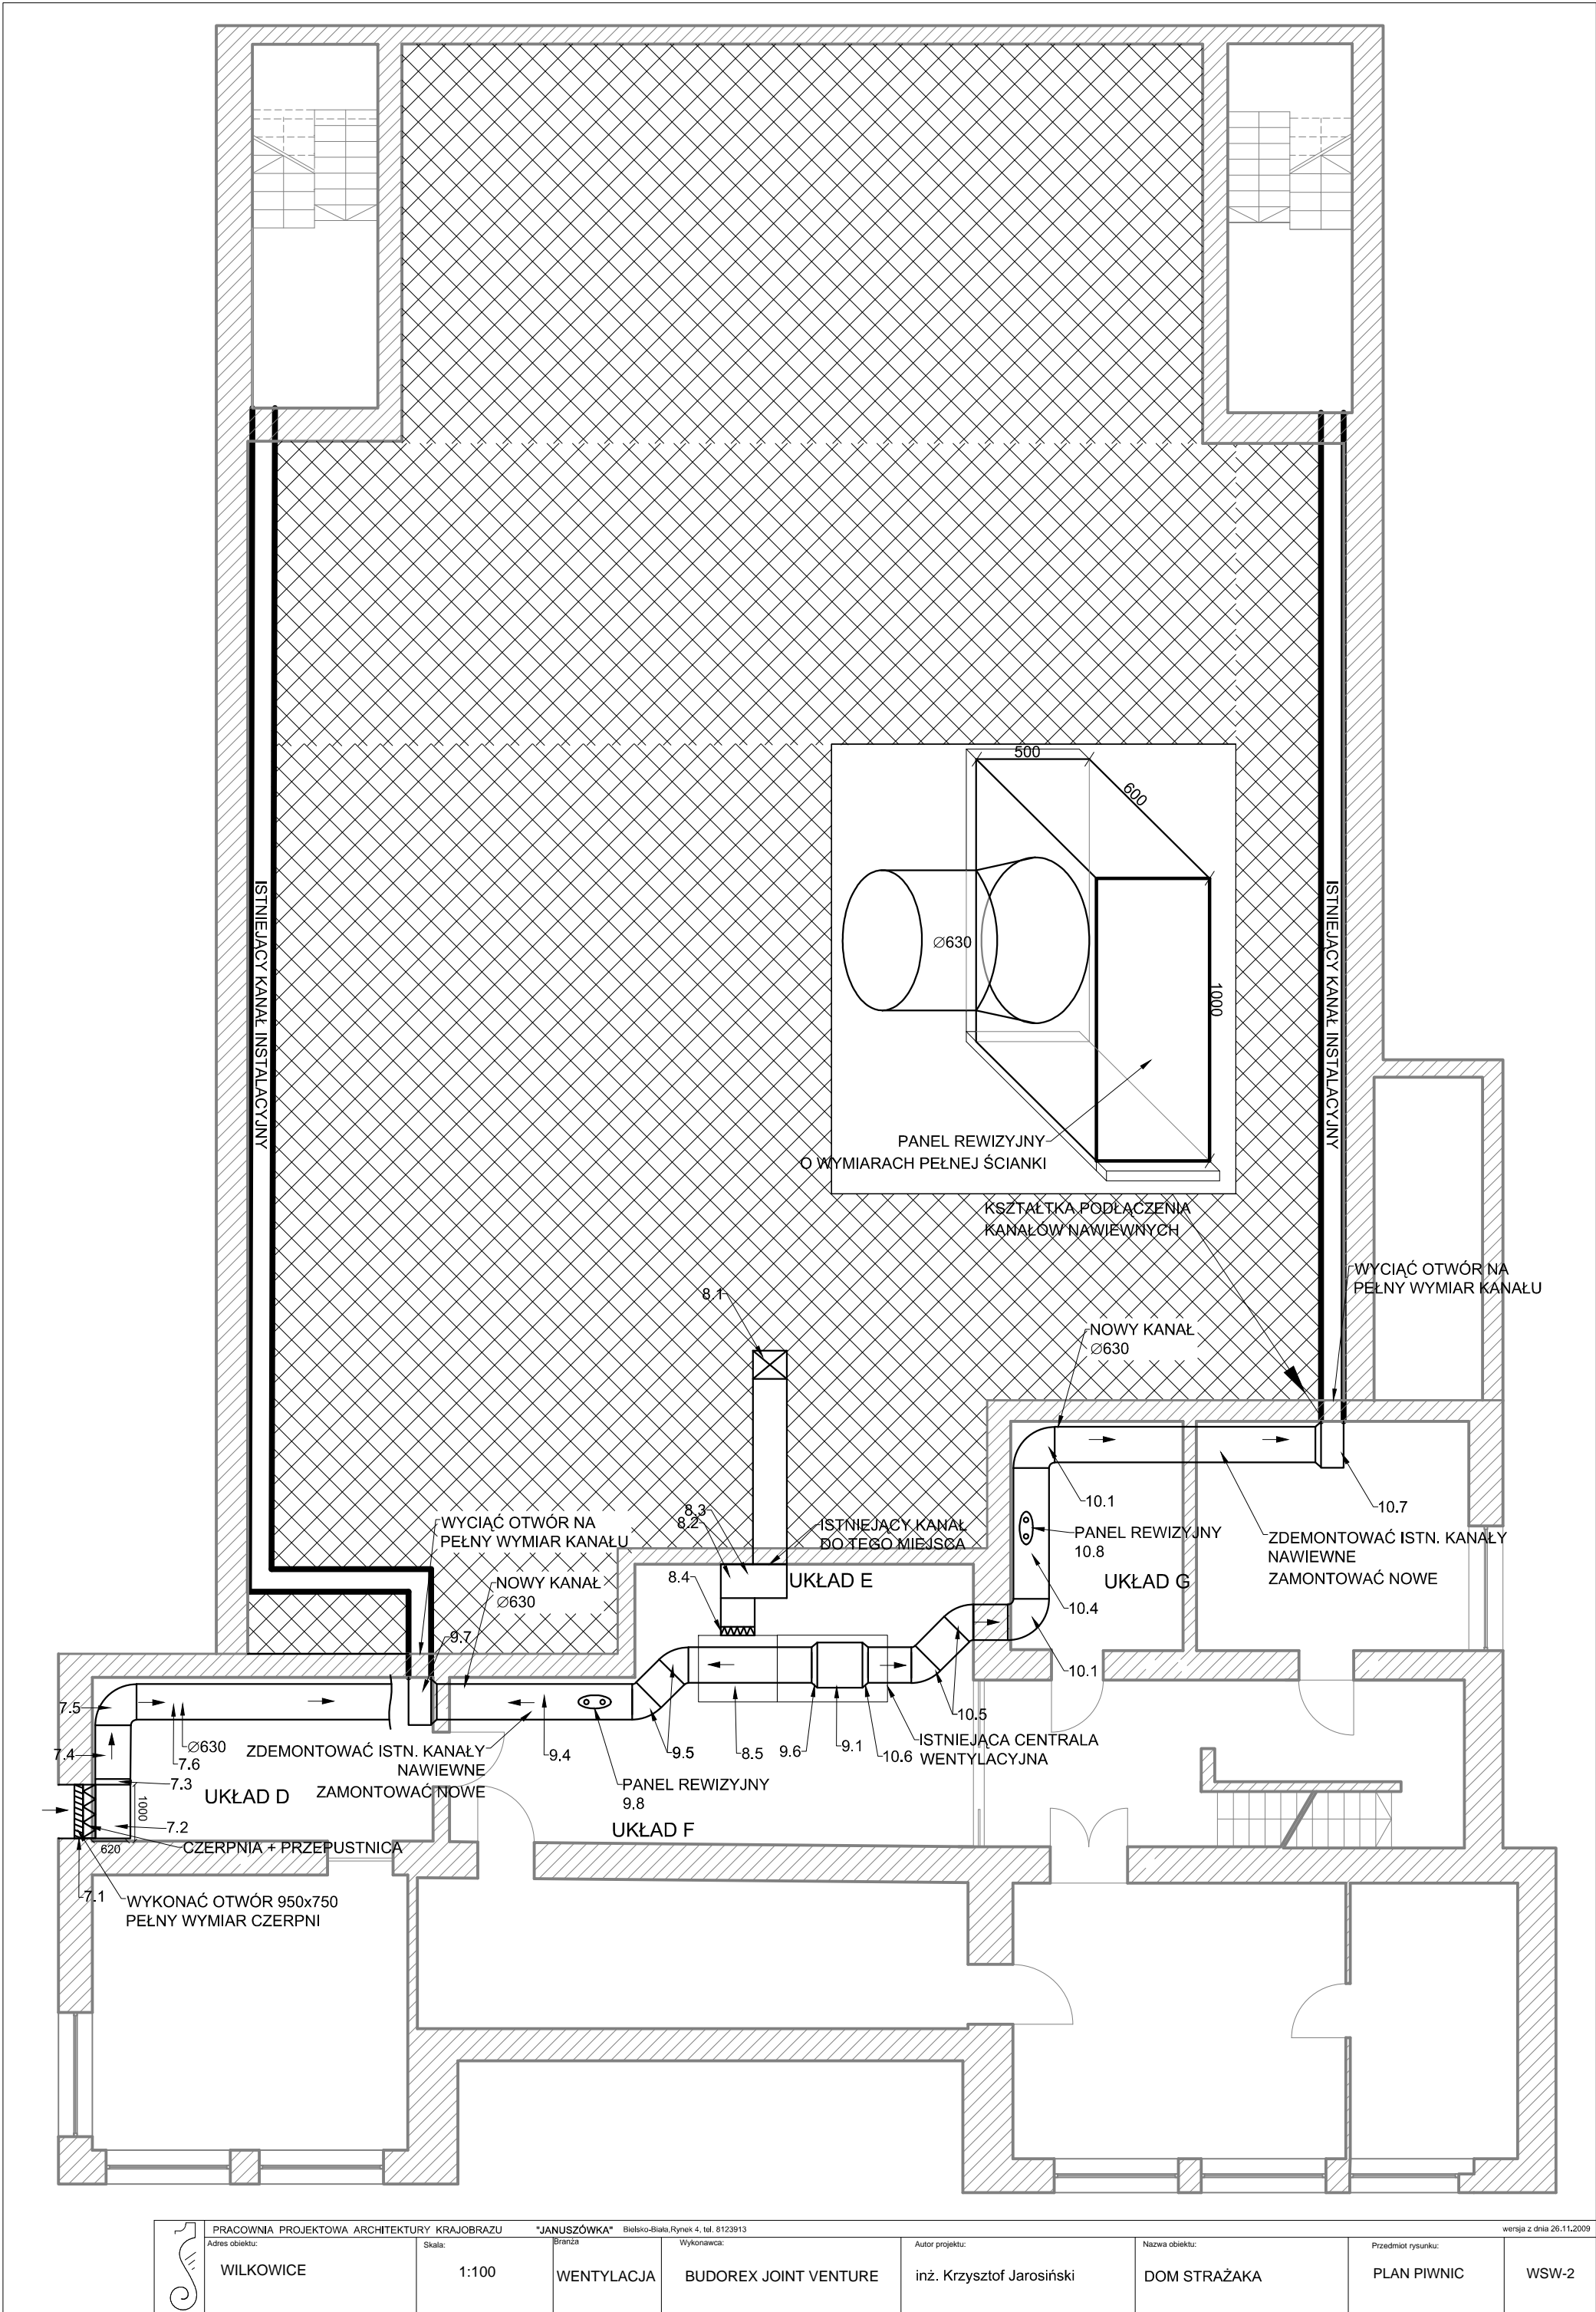 500
600
Ø630
1000
PANEL REWIZYJNY
O WYMIARACH PEŁNEJ ŚCIANKI
KSZTAŁTKA PODŁĄCZENIA
KANAŁÓW NAWIEWNYCH
ISTNIEJACY KANAŁ INSTALACYJNY
ISTNIEJACY KANAŁ INSTALACYJNY
WYCIĄĆ OTWÓR NA
PEŁNY WYMIAR KANAŁU
8.1
NOWY KANAŁ
Ø630
10.1
10.7
PANEL REWIZYJNY
10.8
ZDEMONTOWAĆ ISTN. KANAŁY
NAWIEWNE
ZAMONTOWAĆ NOWE
UKŁAD G
10.4
10.1
8.3
8.2
ISTNIEJĄCY KANAŁ
DO TEGO MIEJSCA
8.4
UKŁAD E
WYCIĄĆ OTWÓR NA
PEŁNY WYMIAR KANAŁU
NOWY KANAŁ
Ø630
9.7
7.5
7.4
Ø630
7.6
7.3
ZDEMONTOWAĆ ISTN. KANAŁY
NAWIEWNE
ZAMONTOWAĆ NOWE
9.4
9.5
8.5
9.6
9.1
10.6
10.5
ISTNIEJĄCA CENTRALA
WENTYLACYJNA
PANEL REWIZYJNY
9.8
UKŁAD D
UKŁAD F
1000
7.2
620
CZERPNIA + PRZEPUSTNICA
7.1
WYKONAĆ OTWÓR 950x750
PEŁNY WYMIAR CZERPNI
PRACOWNIA PROJEKTOWA ARCHITEKTURY KRAJOBRAZU "JANUSZÓWKA" Bielsko-Biała,Rynek 4, tel. 8123913
wersja z dnia 26.11.2009
Adres obiektu:
WILKOWICE
Skala:
1:100
Branża
WENTYLACJA
Wykonawca:
BUDOREX JOINT VENTURE
Autor projektu:
inż. Krzysztof Jarosiński
Nazwa obiektu:
DOM STRAŻAKA
Przedmiot rysunku:
PLAN PIWNIC
WSW-2